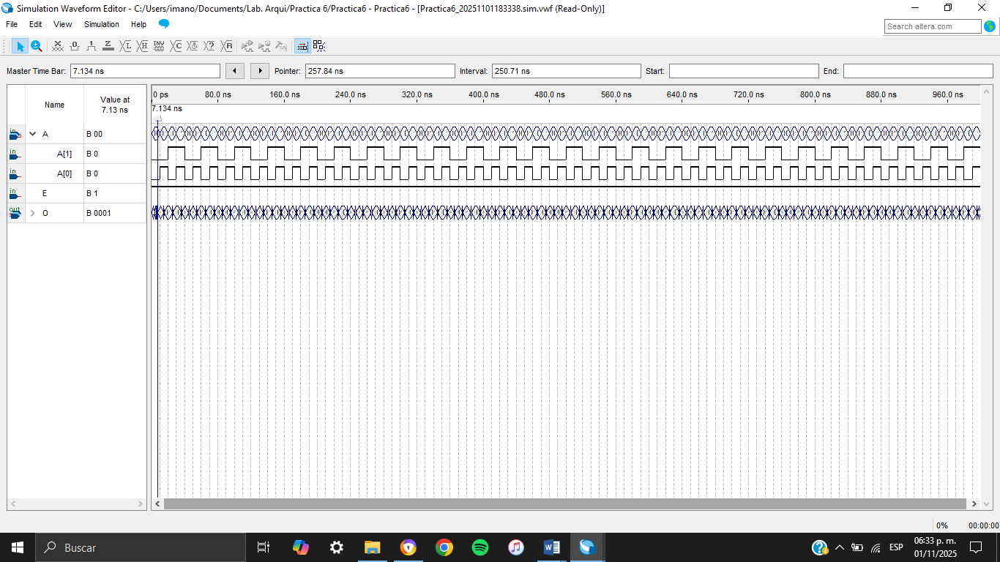 Simulation Waveform Editor - C:/Users/imano/Documents/Lab. Arqui/Practica 6/Practica6 - Practica6 - [Practica6_20251101183338.sim.vwf (Read-Only)]
File Edit View Simulation Help
Search altera.com
Master Time Bar: 7.134 ns Pointer: 257.84 ns Interval: 250.71 ns Start: End:
Name Value at 7.13 ns
0 ps 80.0 ns 160.0 ns 240.0 ns 320.0 ns 400.0 ns 480.0 ns 560.0 ns 640.0 ns 720.0 ns 800.0 ns 880.0 ns 960.0 ns
7.134 ns
in A B 00
in A[1] B 0
in A[0] B 0
in E B 1
out O B 0001
0% 00:00:00
Buscar
ESP
06:33 p. m.
01/11/2025